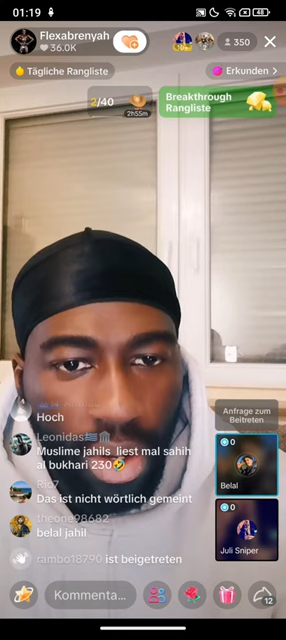 01:19
48
Flexabrenyah
36.0K
2
350
Tägliche Rangliste
Erkunden >
2/40
2h55m
Breakthrough
Rangliste
Hoch
Leonidas
Muslime jahils liest mal sahih
al bukhari 230🤣
Rio7
Das ist nicht wörtlich gemeint
theone98682
belal jahil
rambo18790 ist beigetreten
Anfrage zum
Beitreten
0
Belal
0
Juli Sniper
Kommenta...
12